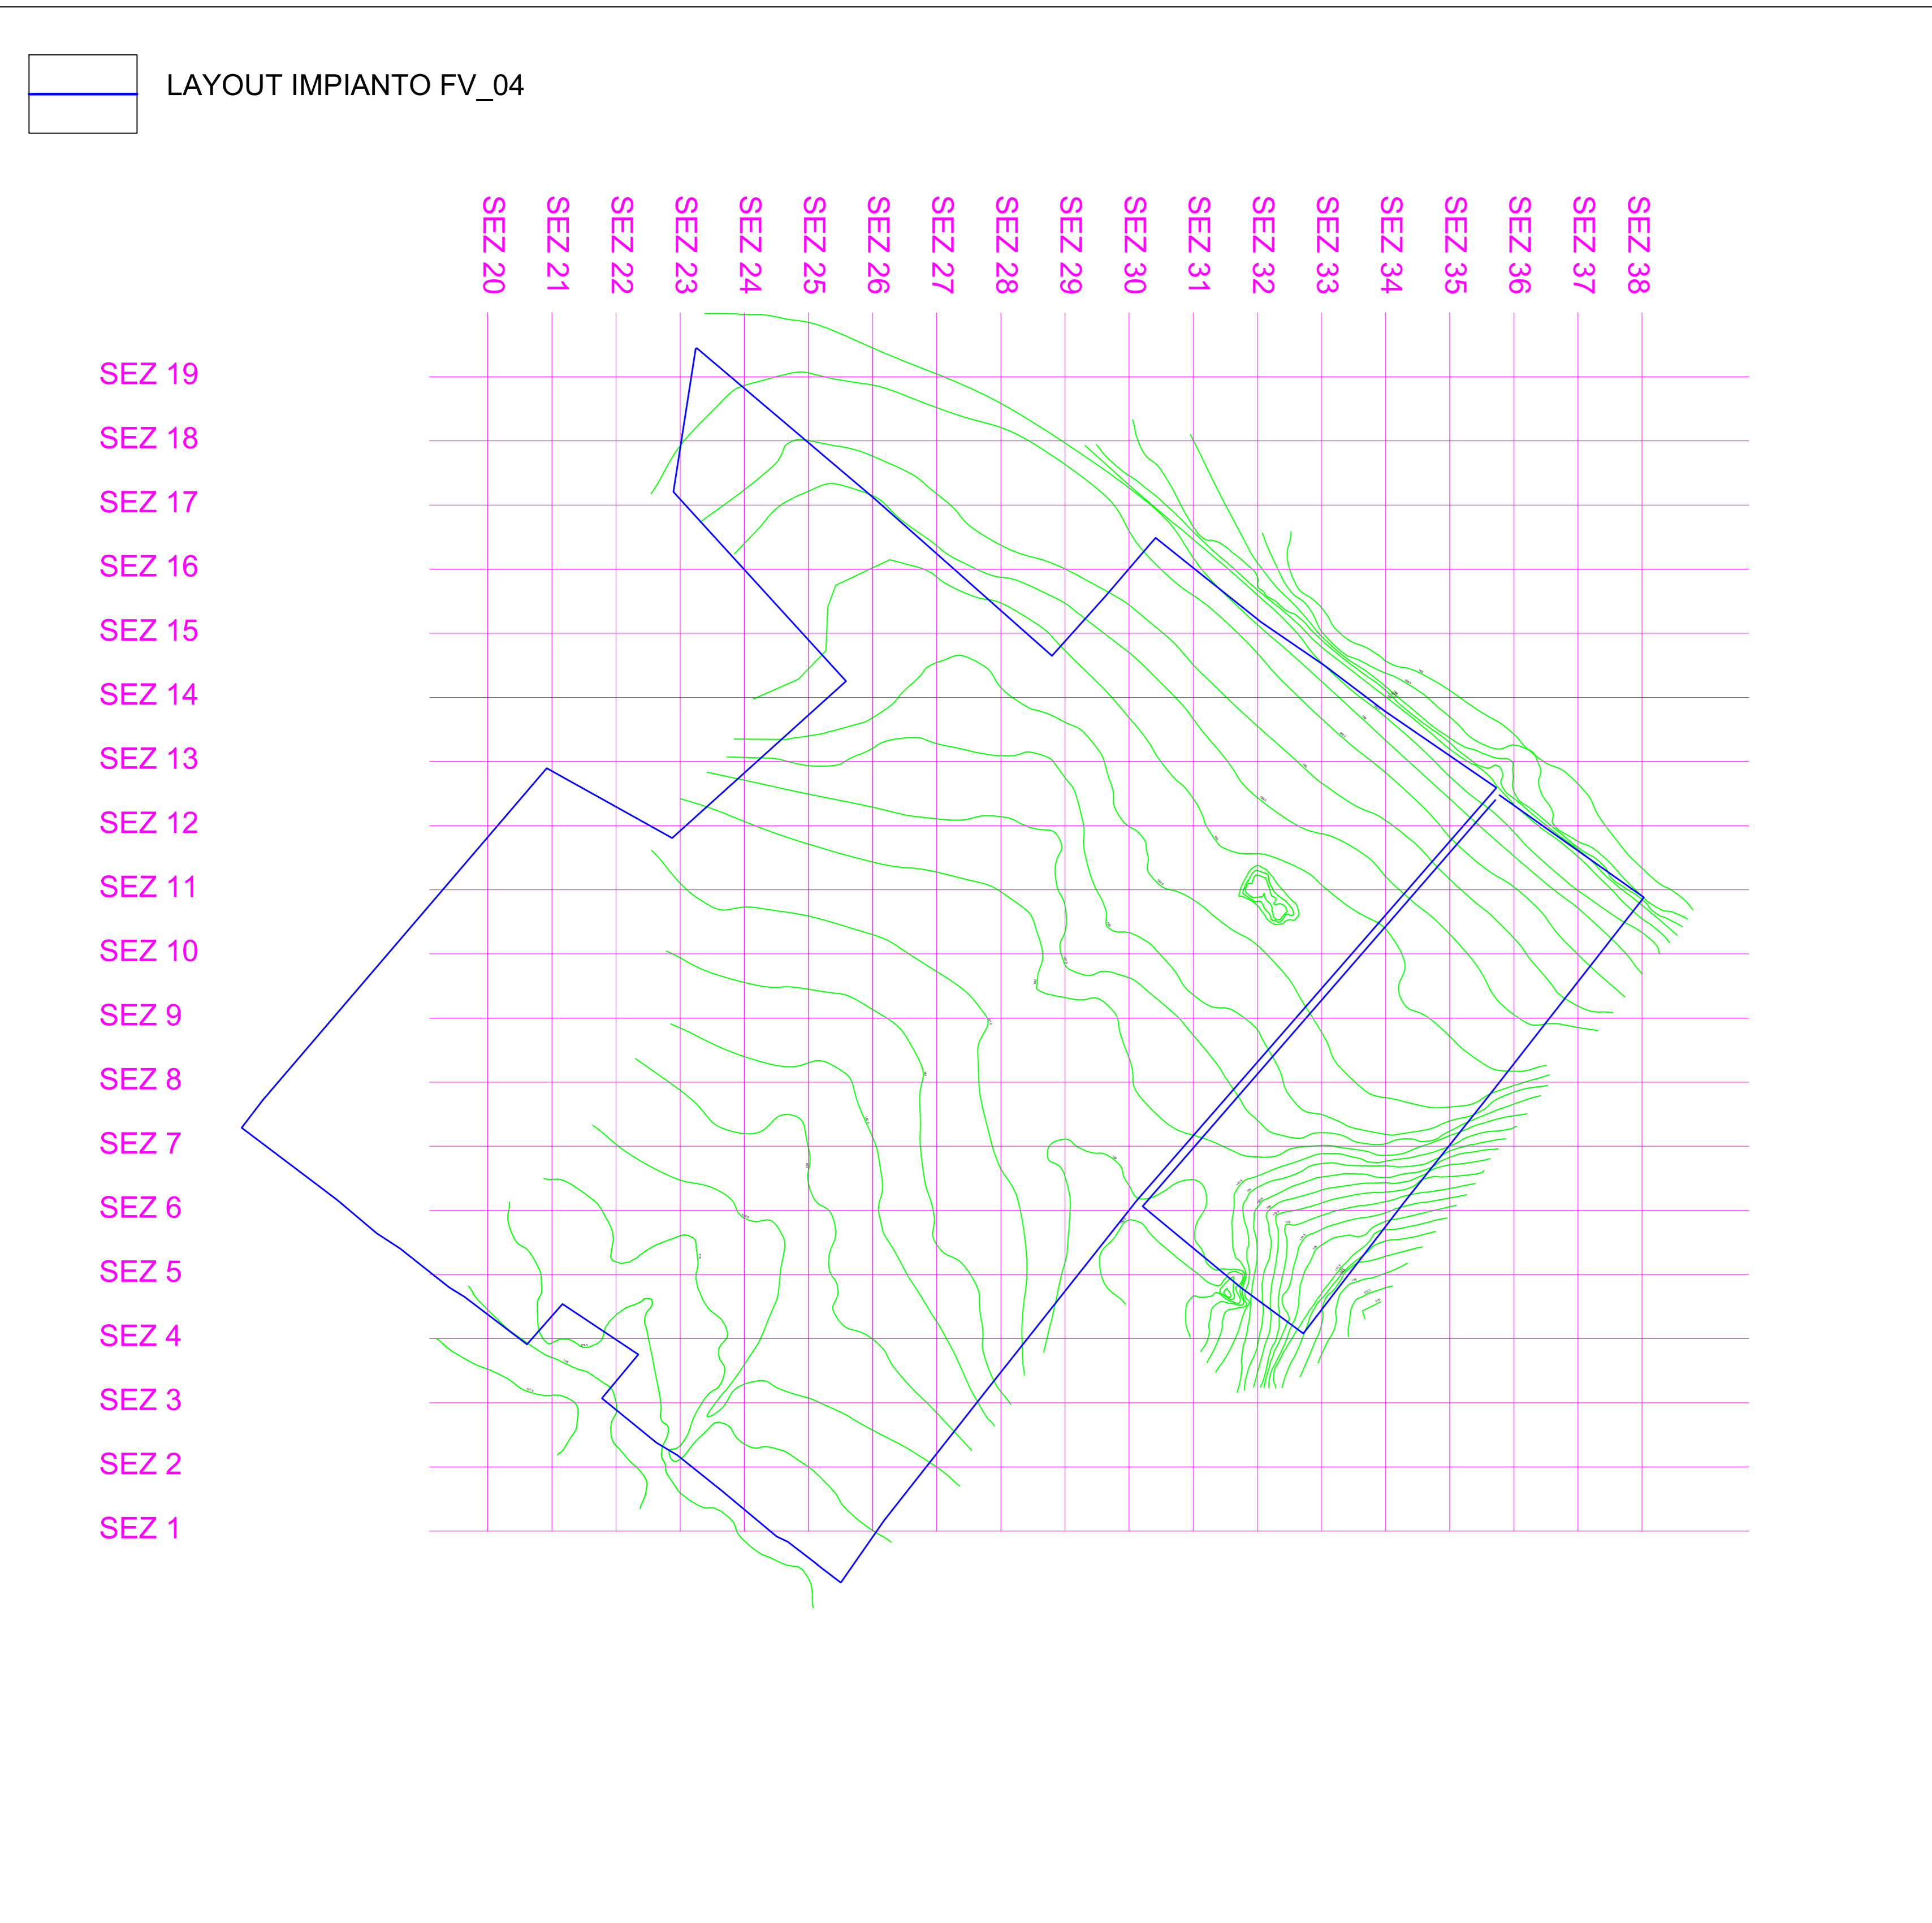 LAYOUT IMPIANTO FV_04
SEZ 20
SEZ 21
SEZ 22
SEZ 23
SEZ 24
SEZ 25
SEZ 26
SEZ 27
SEZ 28
SEZ 29
SEZ 30
SEZ 31
SEZ 32
SEZ 33
SEZ 34
SEZ 35
SEZ 36
SEZ 37
SEZ 38
SEZ 19
SEZ 18
SEZ 17
SEZ 16
SEZ 15
SEZ 14
SEZ 13
SEZ 12
SEZ 11
SEZ 10
SEZ 9
SEZ 8
SEZ 7
SEZ 6
SEZ 5
SEZ 4
SEZ 3
SEZ 2
SEZ 1